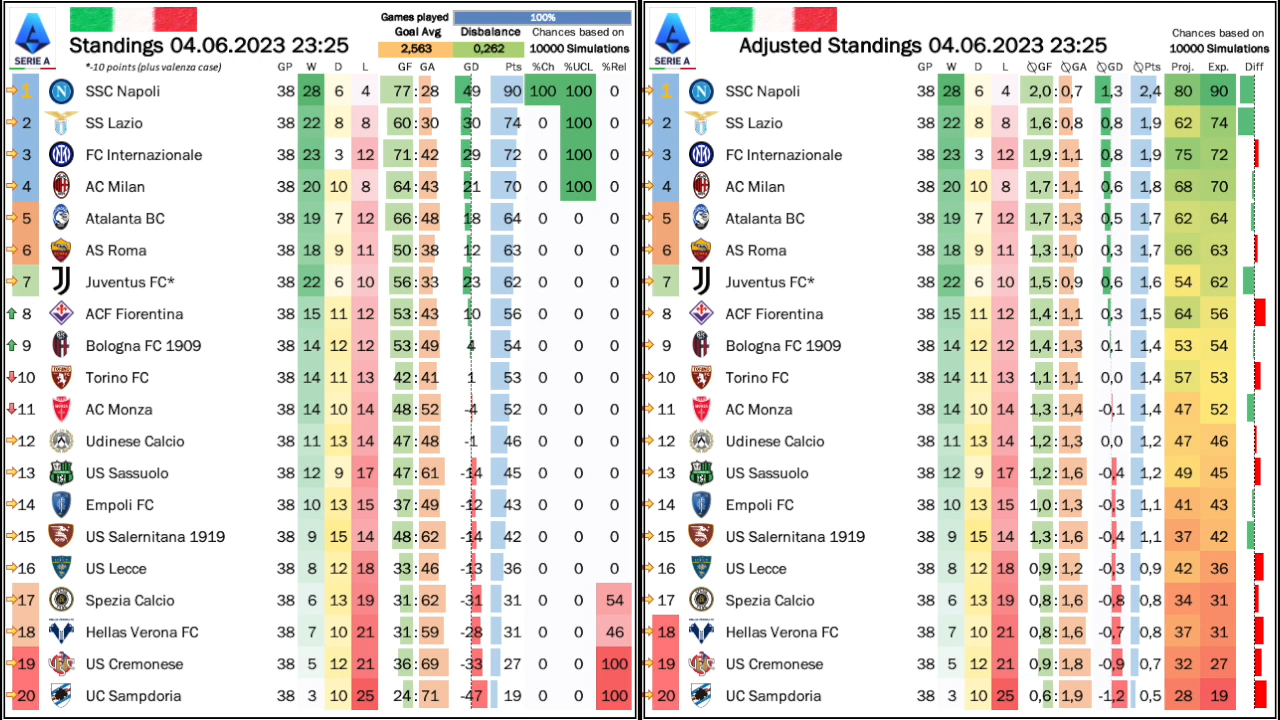 Games played 100%
Goal Avg Disbalance Chances based on
2,563 0,262 10000 Simulations
SERIE A
Standings 04.06.2023 23:25
*-10 points (plus valenza case) GP W D L GF GA GD Pts %Ch %UCL %Rel
1 SSC Napoli 38 28 6 4 77:28 49 90 100 100 0
2 SS Lazio 38 22 8 8 60:30 30 74 0 100 0
3 FC Internazionale 38 23 3 12 71:42 29 72 0 100 0
4 AC Milan 38 20 10 8 64:43 21 70 0 100 0
5 Atalanta BC 38 19 7 12 66:48 18 64 0 0 0
6 AS Roma 38 18 9 11 50:38 12 63 0 0 0
7 Juventus FC* 38 22 6 10 56:33 23 62 0 0 0
8 ACF Fiorentina 38 15 11 12 53:43 10 56 0 0 0
9 Bologna FC 1909 38 14 12 12 53:49 4 54 0 0 0
10 Torino FC 38 14 11 13 42:41 1 53 0 0 0
11 AC Monza 38 14 10 14 48:52 -4 52 0 0 0
12 Udinese Calcio 38 11 13 14 47:48 -1 46 0 0 0
13 US Sassuolo 38 12 9 17 47:61 -14 45 0 0 0
14 Empoli FC 38 10 13 15 37:49 -12 43 0 0 0
15 US Salernitana 1919 38 9 15 14 48:62 -14 42 0 0 0
16 US Lecce 38 8 12 18 33:46 -13 36 0 0 0
17 Spezia Calcio 38 6 13 19 31:62 -31 31 0 0 54
18 Hellas Verona FC 38 7 10 21 31:59 -28 31 0 0 46
19 US Cremonese 38 5 12 21 36:69 -33 27 0 0 100
20 UC Sampdoria 38 3 10 25 24:71 -47 19 0 0 100
SERIE A
Adjusted Standings 04.06.2023 23:25
Chances based on
10000 Simulations
GP W D L ∅GF ∅GA ∅GD ∅Pts Proj. Exp. Diff
1 SSC Napoli 38 28 6 4 2,0:0,7 1,3 2,4 80 90
2 SS Lazio 38 22 8 8 1,6:0,8 0,8 1,9 62 74
3 FC Internazionale 38 23 3 12 1,9:1,1 0,8 1,9 75 72
4 AC Milan 38 20 10 8 1,7:1,1 0,6 1,8 68 70
5 Atalanta BC 38 19 7 12 1,7:1,3 0,5 1,7 62 64
6 AS Roma 38 18 9 11 1,3:1,0 0,3 1,7 66 63
7 Juventus FC* 38 22 6 10 1,5:0,9 0,6 1,6 54 62
8 ACF Fiorentina 38 15 11 12 1,4:1,1 0,3 1,5 64 56
9 Bologna FC 1909 38 14 12 12 1,4:1,3 0,1 1,4 53 54
10 Torino FC 38 14 11 13 1,1:1,1 0,0 1,4 57 53
11 AC Monza 38 14 10 14 1,3:1,4 -0,1 1,4 47 52
12 Udinese Calcio 38 11 13 14 1,2:1,3 0,0 1,2 47 46
13 US Sassuolo 38 12 9 17 1,2:1,6 -0,4 1,2 49 45
14 Empoli FC 38 10 13 15 1,0:1,3 -0,3 1,1 41 43
15 US Salernitana 1919 38 9 15 14 1,3:1,6 -0,4 1,1 37 42
16 US Lecce 38 8 12 18 0,9:1,2 -0,3 0,9 42 36
17 Spezia Calcio 38 6 13 19 0,8:1,6 -0,8 0,8 34 31
18 Hellas Verona FC 38 7 10 21 0,8:1,6 -0,7 0,8 37 31
19 US Cremonese 38 5 12 21 0,9:1,8 -0,9 0,7 32 27
20 UC Sampdoria 38 3 10 25 0,6:1,9 -1,2 0,5 28 19